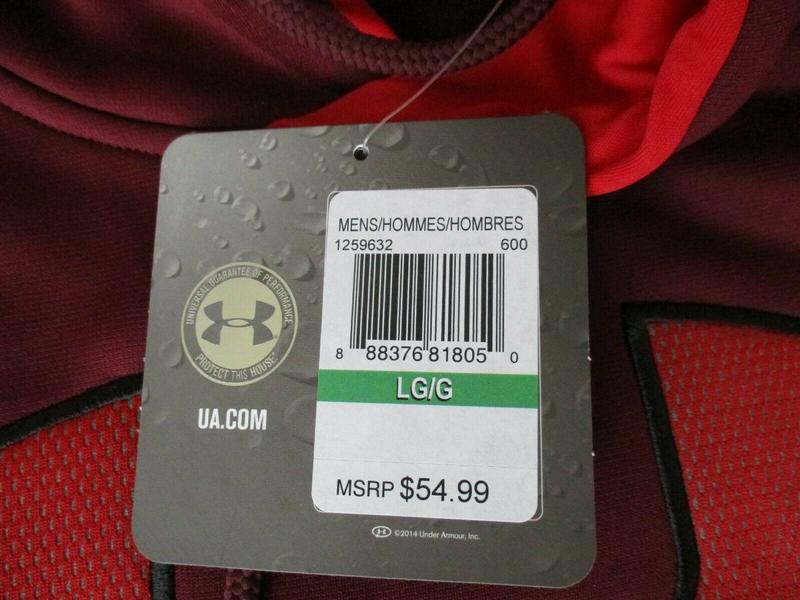 MENS/HOMMES/HOMBRES
1259632 600
8 88376 81805 0
LG/G
MSRP $54.99
UNIVERSAL GUARANTEE OF PERFORMANCE
PROTECT THIS HOUSE
UA.COM
©2014 Under Armour, Inc.